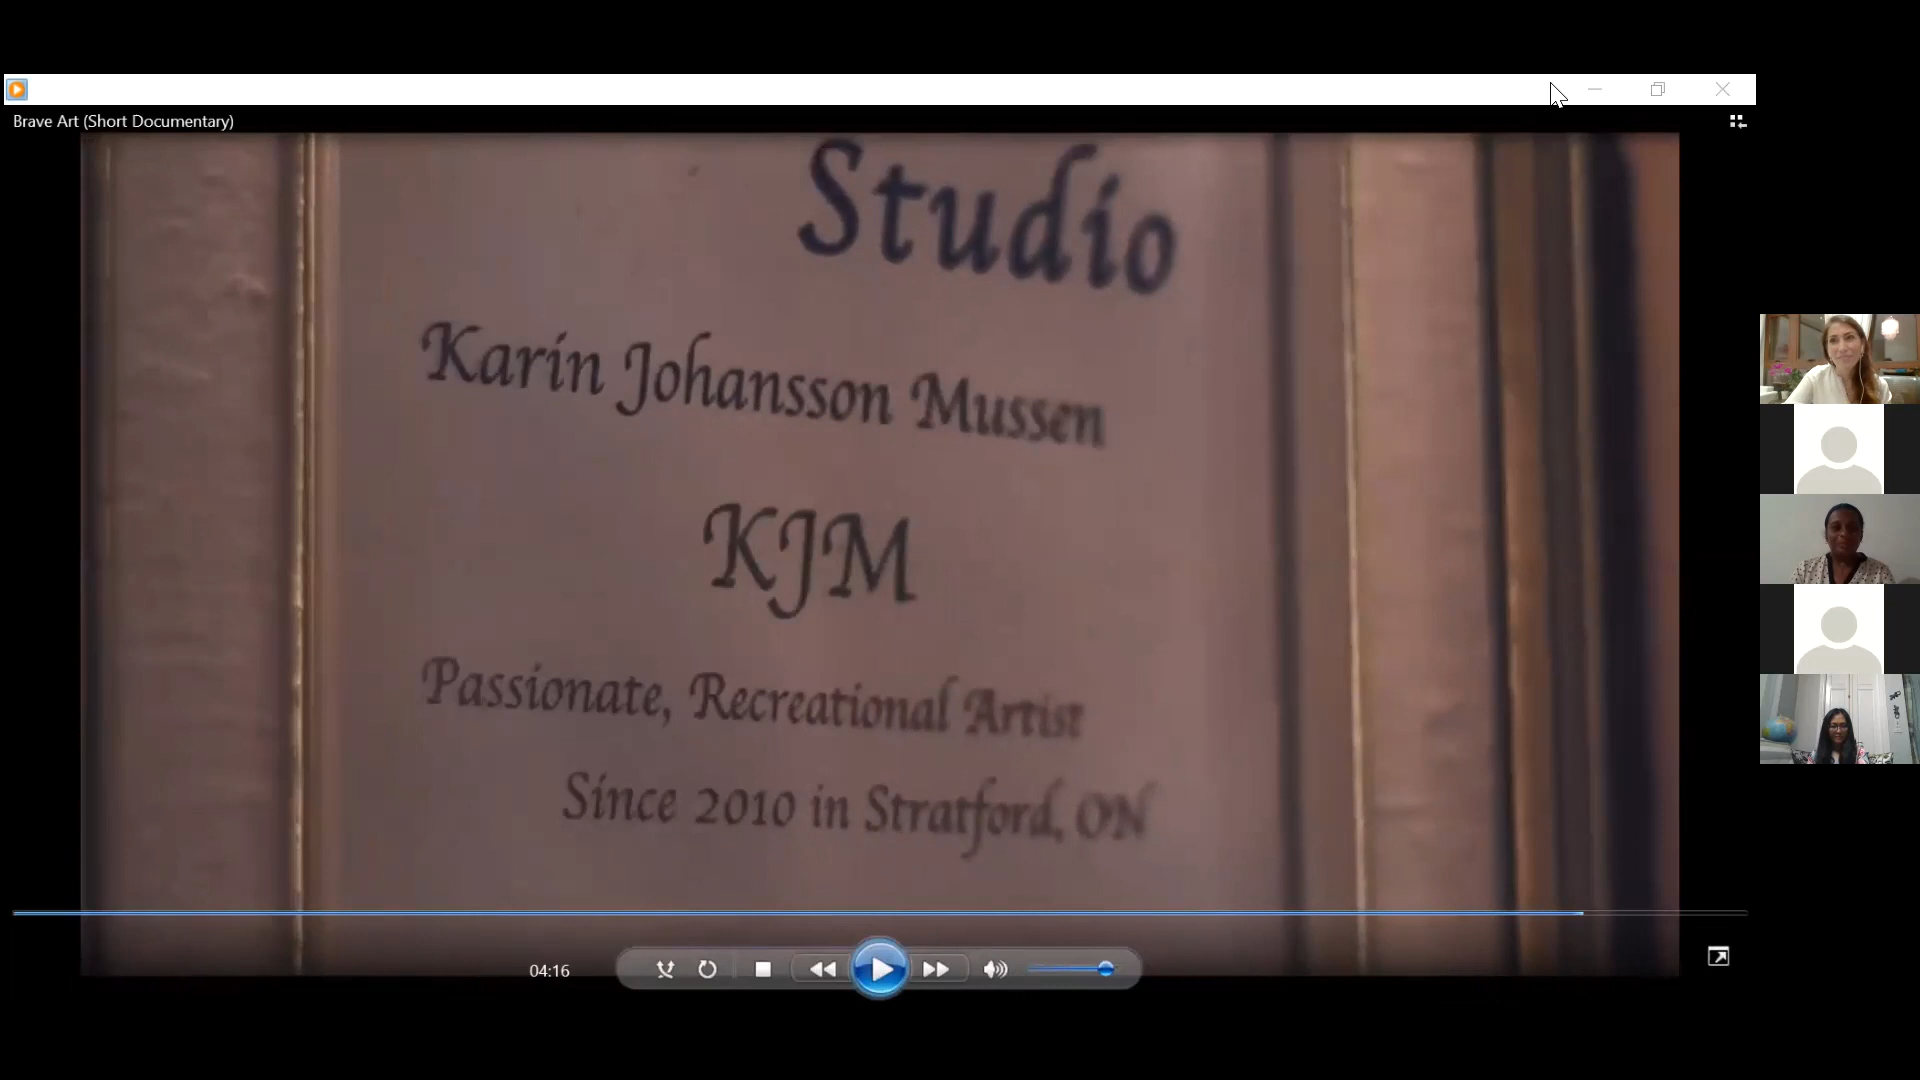 Brave Art (Short Documentary)
Studio
Karin Johansson Mussen
KJM
Passionate, Recreational Artist
Since 2010 in Stratford, ON
04:16